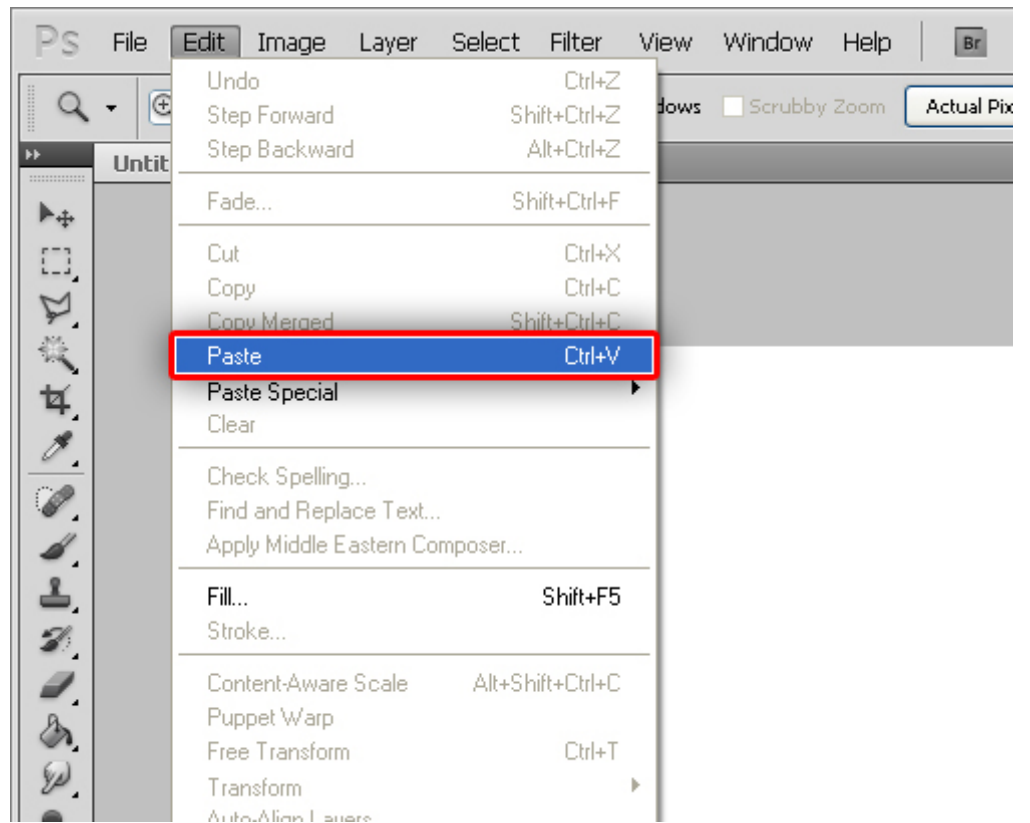 Ps File Edit Image Layer Select Filter View Window Help Br
Scrubby Zoom Actual
Undo Ctrl+Z
Step Forward Shift+Ctrl+Z
Step Backward Alt+Ctrl+Z
Fade... Shift+Ctrl+F
Cut Ctrl+X
Copy Ctrl+C
Copy Merged Shift+Ctrl+C
Paste Ctrl+V
Paste Special
Clear
Check Spelling...
Find and Replace Text...
Apply Middle Eastern Composer...
Fill... Shift+F5
Stroke...
Content-Aware Scale Alt+Shift+Ctrl+C
Puppet Warp
Free Transform Ctrl+T
Transform
Auto-Align Layers